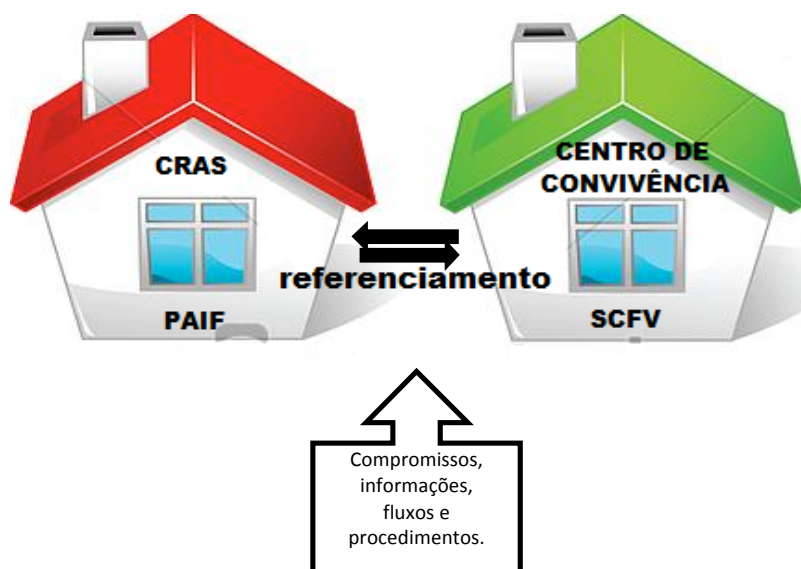 CRAS
PAIF
CENTRO DE
CONVIVÊNCIA
SCFV
referenciamento
Compromissos,
informações,
fluxos e
procedimentos.